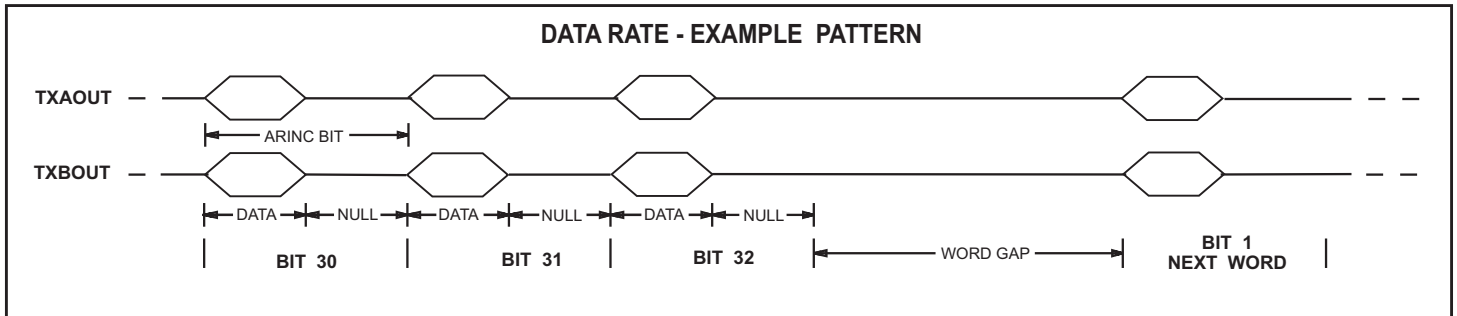 DATA RATE - EXAMPLE PATTERN
TXAOUT
ARINC BIT
TXBOUT
DATA NULL DATA NULL DATA NULL
BIT 30 BIT 31 BIT 32 WORD GAP BIT 1
NEXT WORD